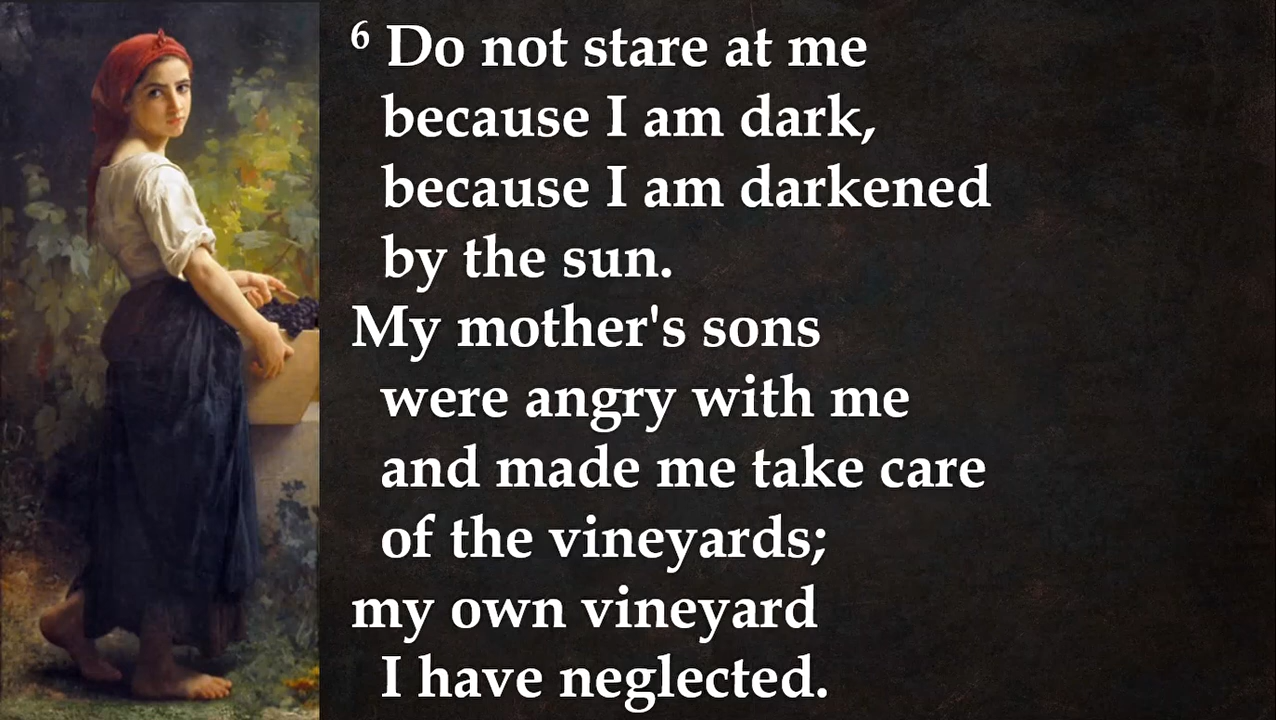 6 Do not stare at me
because I am dark,
because I am darkened
by the sun.
My mother's sons
were angry with me
and made me take care
of the vineyards;
my own vineyard
I have neglected.